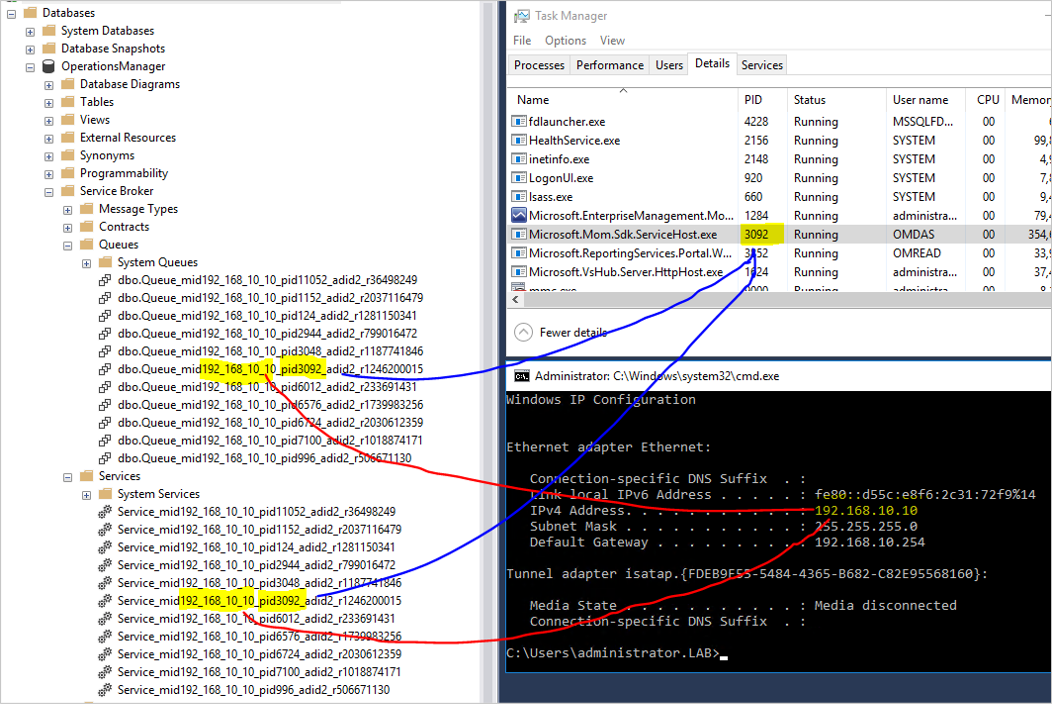 Databases
System Databases
Database Snapshots
OperationsManager
Database Diagrams
Tables
Views
External Resources
Synonyms
Programmability
Service Broker
Message Types
Contracts
Queues
System Queues
dbo.Queue_mid192_168_10_10_pid11052_adid2_r36498249
dbo.Queue_mid192_168_10_10_pid1152_adid2_r2037116479
dbo.Queue_mid192_168_10_10_pid124_adid2_r1281150341
dbo.Queue_mid192_168_10_10_pid2944_adid2_r799016472
dbo.Queue_mid192_168_10_10_pid3048_adid2_r1187741846
dbo.Queue_mid192_168_10_10_pid3092_adid2_r1246200015
dbo.Queue_mid192_168_10_10_pid6012_adid2_r233691431
dbo.Queue_mid192_168_10_10_pid6576_adid2_r1739983256
dbo.Queue_mid192_168_10_10_pid6724_adid2_r2030612359
dbo.Queue_mid192_168_10_10_pid7100_adid2_r1018874171
dbo.Queue_mid192_168_10_10_pid996_adid2_r506671130
Services
System Services
Service_mid192_168_10_10_pid11052_adid2_r36498249
Service_mid192_168_10_10_pid1152_adid2_r2037116479
Service_mid192_168_10_10_pid124_adid2_r1281150341
Service_mid192_168_10_10_pid2944_adid2_r799016472
Service_mid192_168_10_10_pid3048_adid2_r1187741846
Service_mid192_168_10_10_pid3092_adid2_r1246200015
Service_mid192_168_10_10_pid6012_adid2_r233691431
Service_mid192_168_10_10_pid6576_adid2_r1739983256
Service_mid192_168_10_10_pid6724_adid2_r2030612359
Service_mid192_168_10_10_pid7100_adid2_r1018874171
Service_mid192_168_10_10_pid996_adid2_r506671130
Task Manager
File Options View
Processes Performance Users Details Services
Name PID Status User name CPU Memor
fdlauncher.exe 4228 Running MSSQLFD... 00
HealthService.exe 2156 Running SYSTEM 00 99,
inetinfo.exe 2148 Running SYSTEM 00 9,
LogonUI.exe 920 Running SYSTEM 00 7,
lsass.exe 660 Running SYSTEM 00 9,
Microsoft.EnterpriseManagement.Mo... 1284 Running administra... 00 79,
Microsoft.Mom.Sdk.ServiceHost.exe 3092 Running OMDAS 00 354,
Microsoft.ReportingServices.Portal.W... Running OMREAD 00 33,
Microsoft.VsHub.Server.HttpHost.exe 1624 Running administra... 00 37,
mmc.exe Running administra... 00
Fewer details
Administrator: C:\Windows\system32\cmd.exe
Windows IP Configuration
Ethernet adapter Ethernet:
Connection-specific DNS Suffix . :
Link-local IPv6 Address . . . . . : fe80::d55c:e8f6:2c31:72f9%14
IPv4 Address. . . . . . . . . . . : 192.168.10.10
Subnet Mask . . . . . . . . . . . : 255.255.255.0
Default Gateway . . . . . . . . . : 192.168.10.254
Tunnel adapter isatap.{FDEB9F55-5484-4365-B682-C82E95568160}:
Media State . . . . . . . . . . . : Media disconnected
Connection-specific DNS Suffix . :
C:\Users\administrator.LAB>